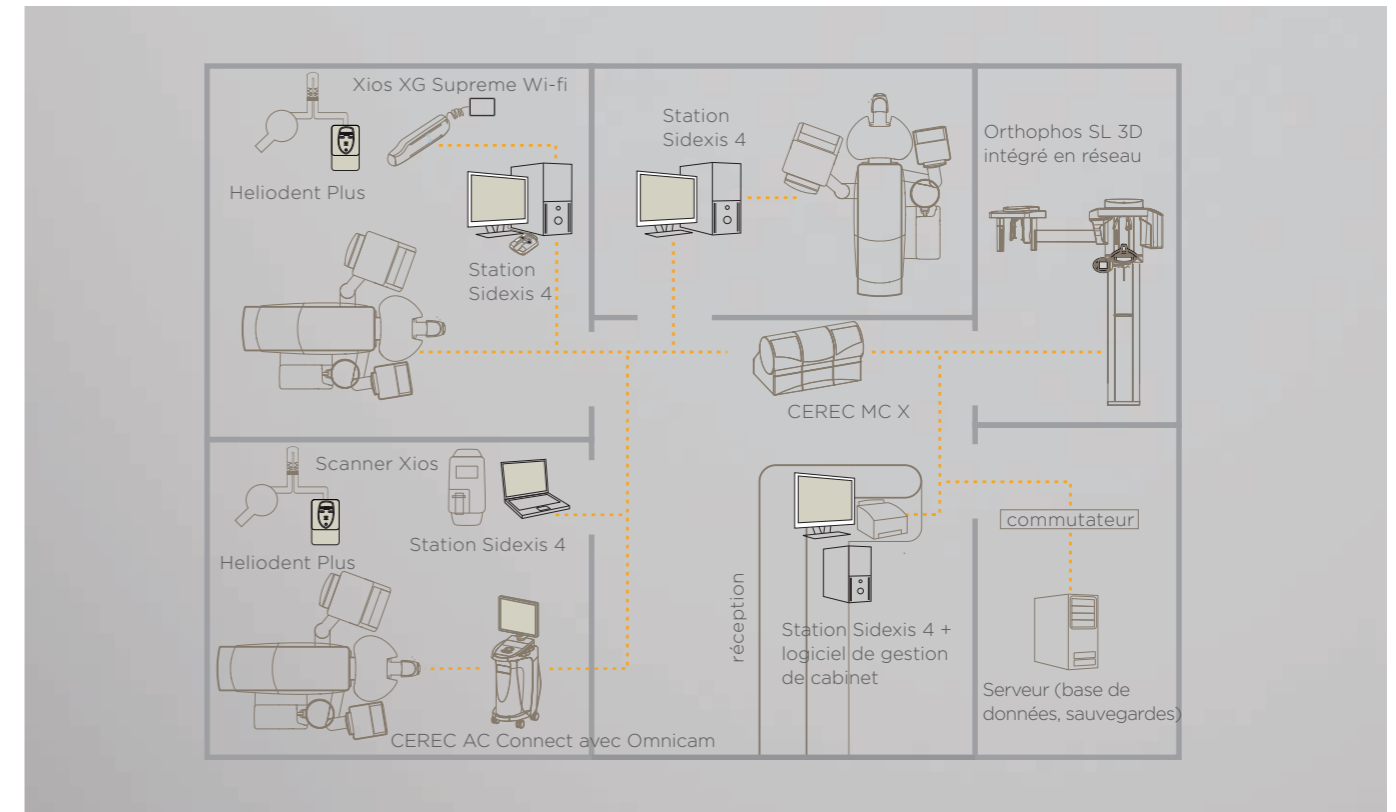 Xios XG Supreme Wi-fi
Heliodent Plus
Station
Sidexis 4
Station
Sidexis 4
Orthophos SL 3D
intégré en réseau
CEREC MC X
Scanner Xios
Heliodent Plus
Station Sidexis 4
CEREC AC Connect avec Omnicam
réception
Station Sidexis 4 +
logiciel de gestion
de cabinet
commutateur
Serveur (base de
données, sauvegardes)